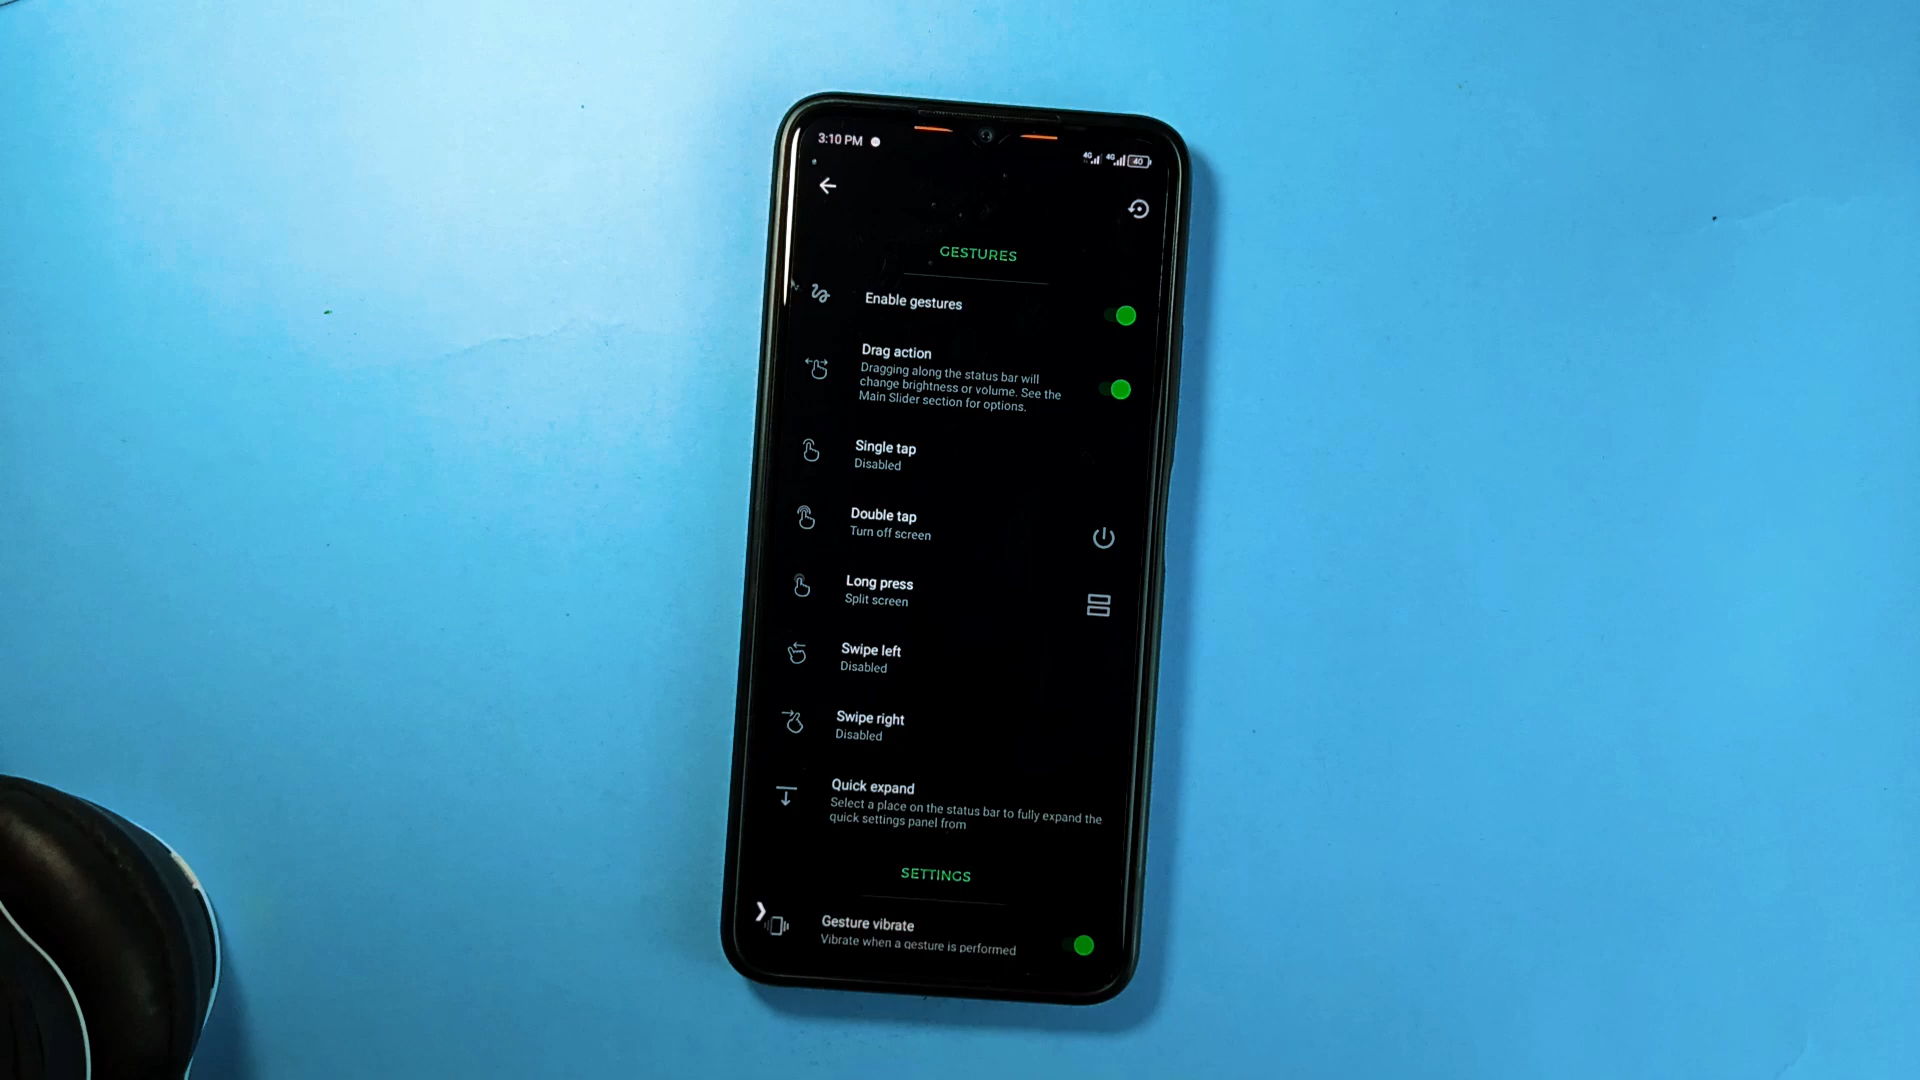 3:10 PM
4G 4G 40
GESTURES
Enable gestures
Drag action
Dragging along the status bar will
change brightness or volume. See the
Main Slider section for options.
Single tap
Disabled
Double tap
Turn off screen
Long press
Split screen
Swipe left
Disabled
Swipe right
Disabled
Quick expand
Select a place on the status bar to fully expand the
quick settings panel from
SETTINGS
Gesture vibrate
Vibrate when a gesture is performed